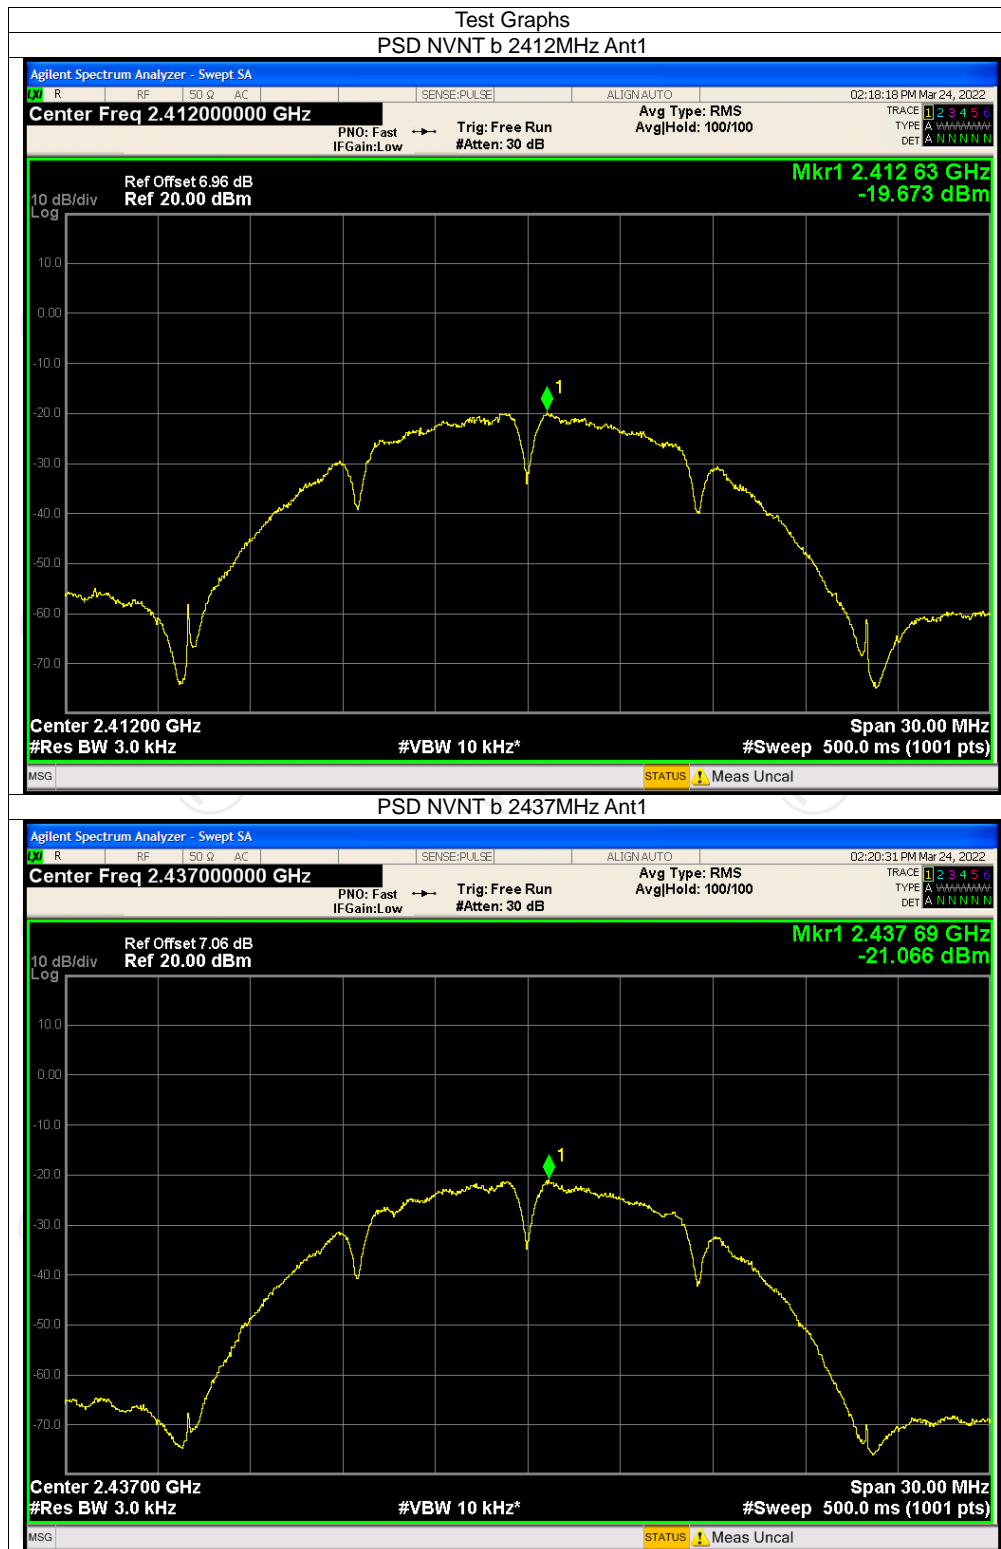 Test Graphs
PSD NVNT b 2412MHz Ant1
Agilent Spectrum Analyzer - Swept SA
LXI R RF 50 Ω AC SENSE:PULSE ALIGN AUTO 02:18:18 PM Mar 24, 2022
Center Freq 2.412000000 GHz Avg Type: RMS TRACE 1 2 3 4 5 6
PNO: Fast Trig: Free Run Avg|Hold: 100/100 TYPE A WWWWW
IFGain:Low #Atten: 30 dB DET A N N N N N
Mkr1 2.412 63 GHz
-19.673 dBm
Ref Offset 6.96 dB
10 dB/div Ref 20.00 dBm
Log
1
10.0
0.00
-10.0
-20.0
-30.0
-40.0
-50.0
-60.0
-70.0
Center 2.41200 GHz Span 30.00 MHz
#Res BW 3.0 kHz #VBW 10 kHz* #Sweep 500.0 ms (1001 pts)
MSG STATUS Meas Uncal
PSD NVNT b 2437MHz Ant1
Agilent Spectrum Analyzer - Swept SA
LXI R RF 50 Ω AC SENSE:PULSE ALIGN AUTO 02:20:31 PM Mar 24, 2022
Center Freq 2.437000000 GHz Avg Type: RMS TRACE 1 2 3 4 5 6
PNO: Fast Trig: Free Run Avg|Hold: 100/100 TYPE A WWWWW
IFGain:Low #Atten: 30 dB DET A N N N N N
Mkr1 2.437 69 GHz
-21.066 dBm
Ref Offset 7.06 dB
10 dB/div Ref 20.00 dBm
Log
1
10.0
0.00
-10.0
-20.0
-30.0
-40.0
-50.0
-60.0
-70.0
Center 2.43700 GHz Span 30.00 MHz
#Res BW 3.0 kHz #VBW 10 kHz* #Sweep 500.0 ms (1001 pts)
MSG STATUS Meas Uncal